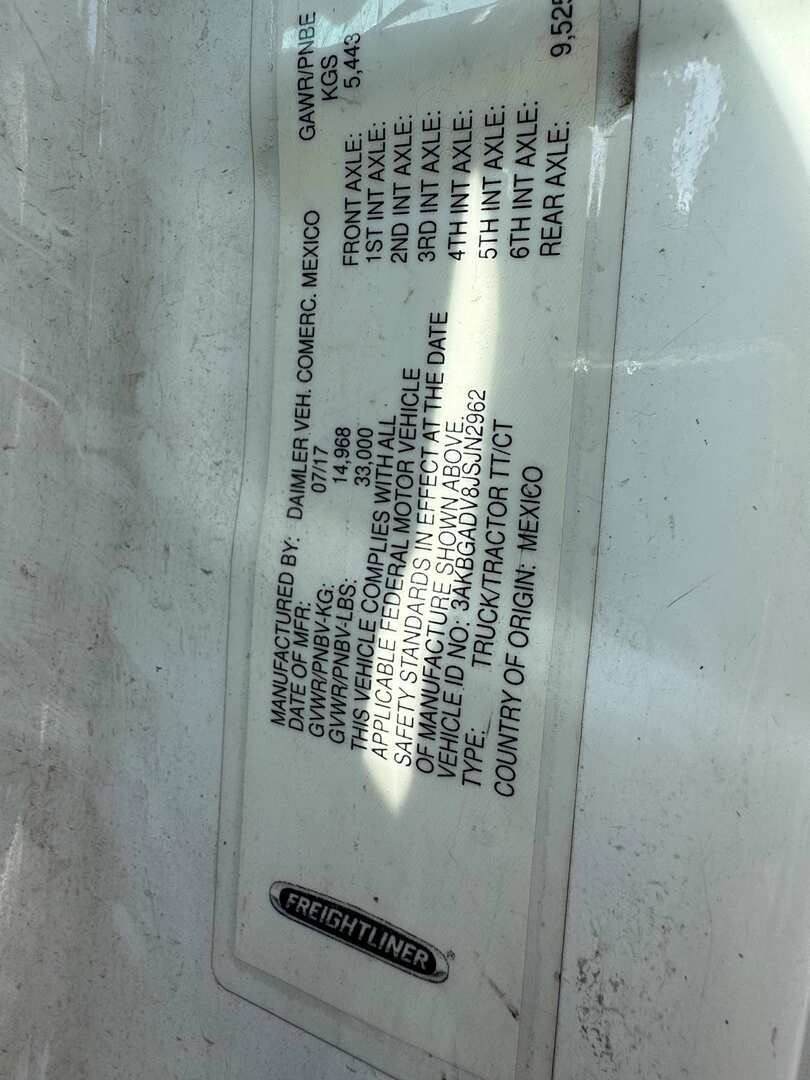 FREIGHTLINER
®
MANUFACTURED BY: DAIMLER VEH. COMERC. MEXICO
DATE OF MFR: 07/17
GVWR/PNBV-KG: 14,968
GVWR/PNBV-LBS: 33,000
THIS VEHICLE COMPLIES WITH ALL
APPLICABLE FEDERAL MOTOR VEHICLE
SAFETY STANDARDS IN EFFECT AT THE DATE
OF MANUFACTURE SHOWN ABOVE.
VEHICLE ID NO: 3AKBGADV8JSJN2962
TYPE: TRUCK/TRACTOR TT/CT
COUNTRY OF ORIGIN: MEXICO
GAWR/PNBE
KGS
FRONT AXLE: 5,443
1ST INT AXLE:
2ND INT AXLE:
3RD INT AXLE:
4TH INT AXLE:
5TH INT AXLE:
6TH INT AXLE:
REAR AXLE: 9,525